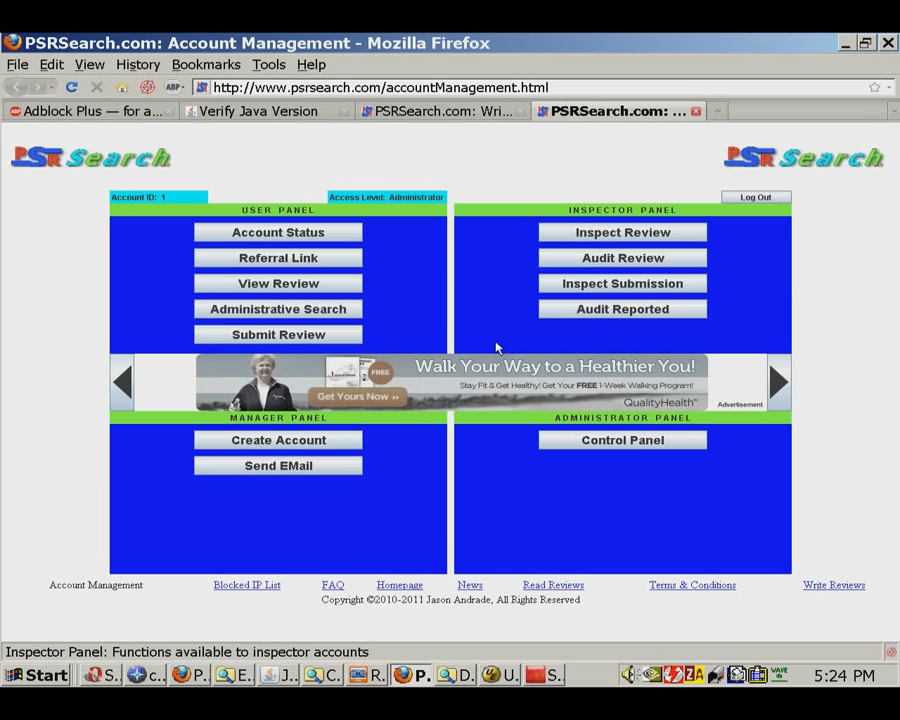 PSRSearch.com: Account Management - Mozilla Firefox
File Edit View History Bookmarks Tools Help
ABP http://www.psrsearch.com/accountManagement.html
Adblock Plus — for a... Verify Java Version PSRSearch.com: Wri... PSRSearch.com: ...
PSR Search PSR Search
Account ID: 1 Access Level: Administrator Log Out
USER PANEL INSPECTOR PANEL
Account Status Inspect Review
Referral Link Audit Review
View Review Inspect Submission
Administrative Search Audit Reported
Submit Review
Walk Your Way to a Healthier You!
FREE Stay Fit & Get Healthy! Get Your FREE 1-Week Walking Program!
Get Yours Now ›› QualityHealth™ Advertisement
MANAGER PANEL ADMINISTRATOR PANEL
Create Account Control Panel
Send EMail
Account Management Blocked IP List FAQ Homepage News Read Reviews Terms & Conditions Write Reviews
Copyright ©2010-2011 Jason Andrade, All Rights Reserved
Inspector Panel: Functions available to inspector accounts
Start S.. c.. P.. E.. J.. C.. R.. P.. D.. U.. S.. ZA WAVE 5:24 PM